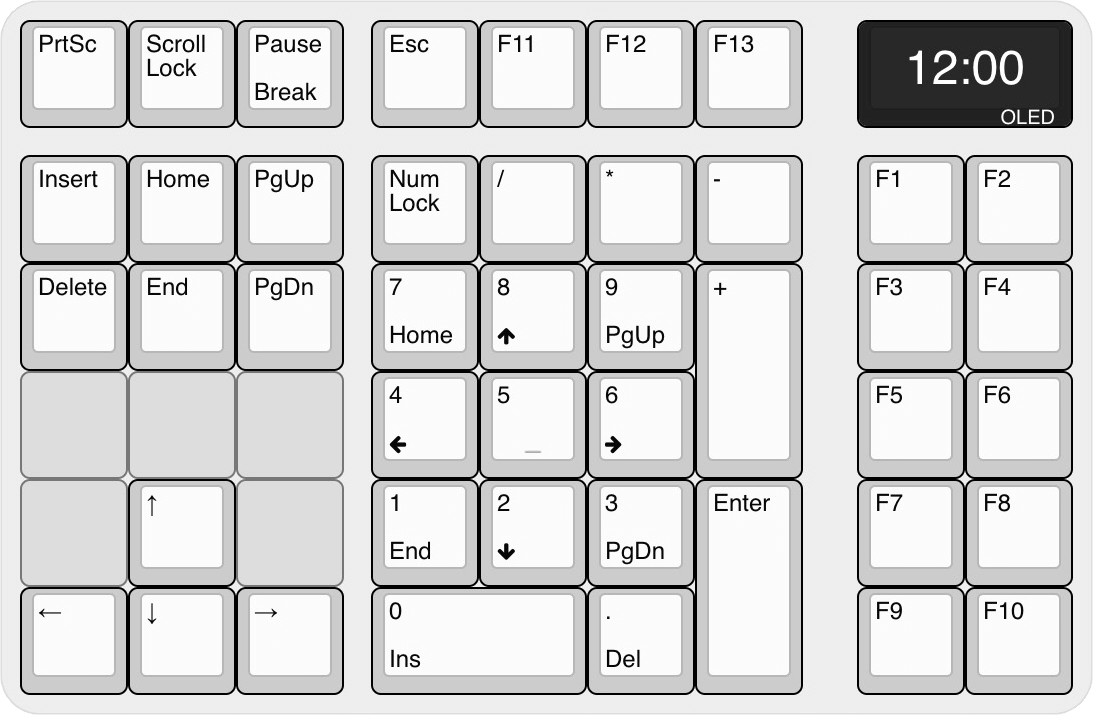 PrtSc
Scroll
Lock
Pause
Break
Esc
F11
F12
F13
12:00
OLED
Insert
Home
PgUp
Num
Lock
/
*
-
F1
F2
Delete
End
PgDn
7
Home
8
🡱
9
PgUp
+
F3
F4
4
🡰
5
_
6
🡲
F5
F6
↑
1
End
2
🡳
3
PgDn
Enter
F7
F8
←
↓
→
0
Ins
.
Del
F9
F10